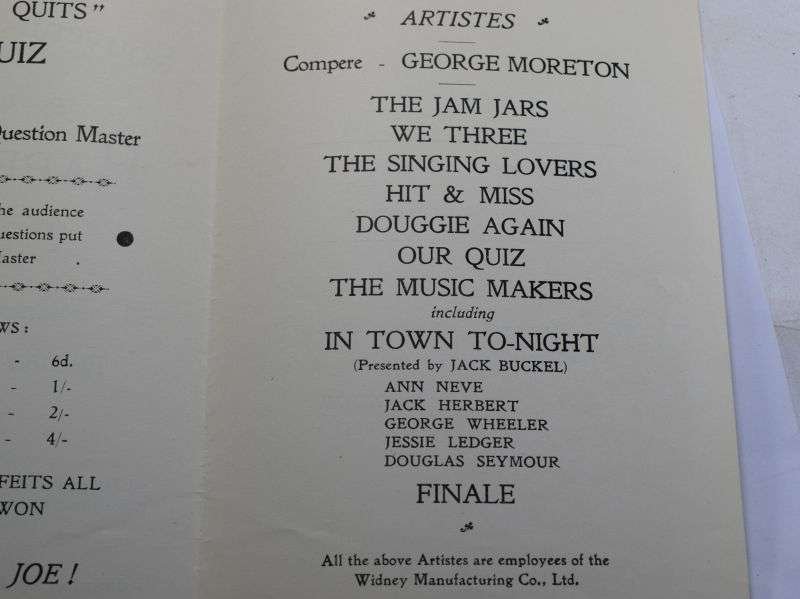 QUITS"
UIZ
Question Master
he audience
uestions put
Master .
WS:
- 6d.
- 1/-
- 2/-
- 4/-
FEITS ALL
WON
JOE!
ARTISTES
Compere - GEORGE MORETON
THE JAM JARS
WE THREE
THE SINGING LOVERS
HIT & MISS
DOUGGIE AGAIN
OUR QUIZ
THE MUSIC MAKERS
including
IN TOWN TO-NIGHT
(Presented by JACK BUCKEL)
ANN NEVE
JACK HERBERT
GEORGE WHEELER
JESSIE LEDGER
DOUGLAS SEYMOUR
FINALE
All the above Artistes are employees of the
Widney Manufacturing Co., Ltd.